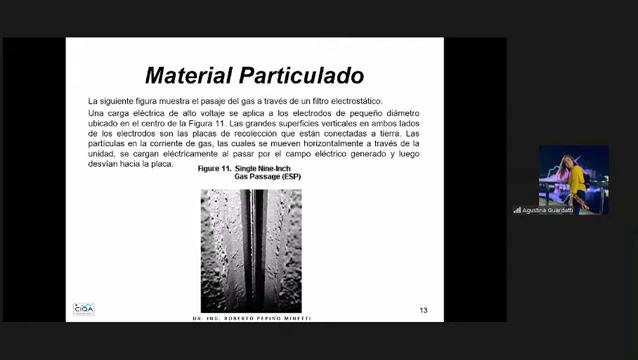 Material Particulado
La siguiente figura muestra el pasaje del gas a través de un filtro electrostático.
Una carga eléctrica de alto voltaje se aplica a los electrodos de pequeño diámetro
ubicado en el centro de la Figura 11. Las grandes superficies verticales en ambos lados
de los electrodos son las placas de recolección que están conectadas a tierra. Las
partículas en la corriente de gas, las cuales se mueven horizontalmente a través de la
unidad, se cargan eléctricamente al pasar por el campo eléctrico generado y luego
desvían hacia la placa.
Figure 11. Single Nine-Inch
Gas Passage (ESP)
Agustina Guardatti
CIQA
13
DR. ING. ROBERTO PEPINO MINETTI